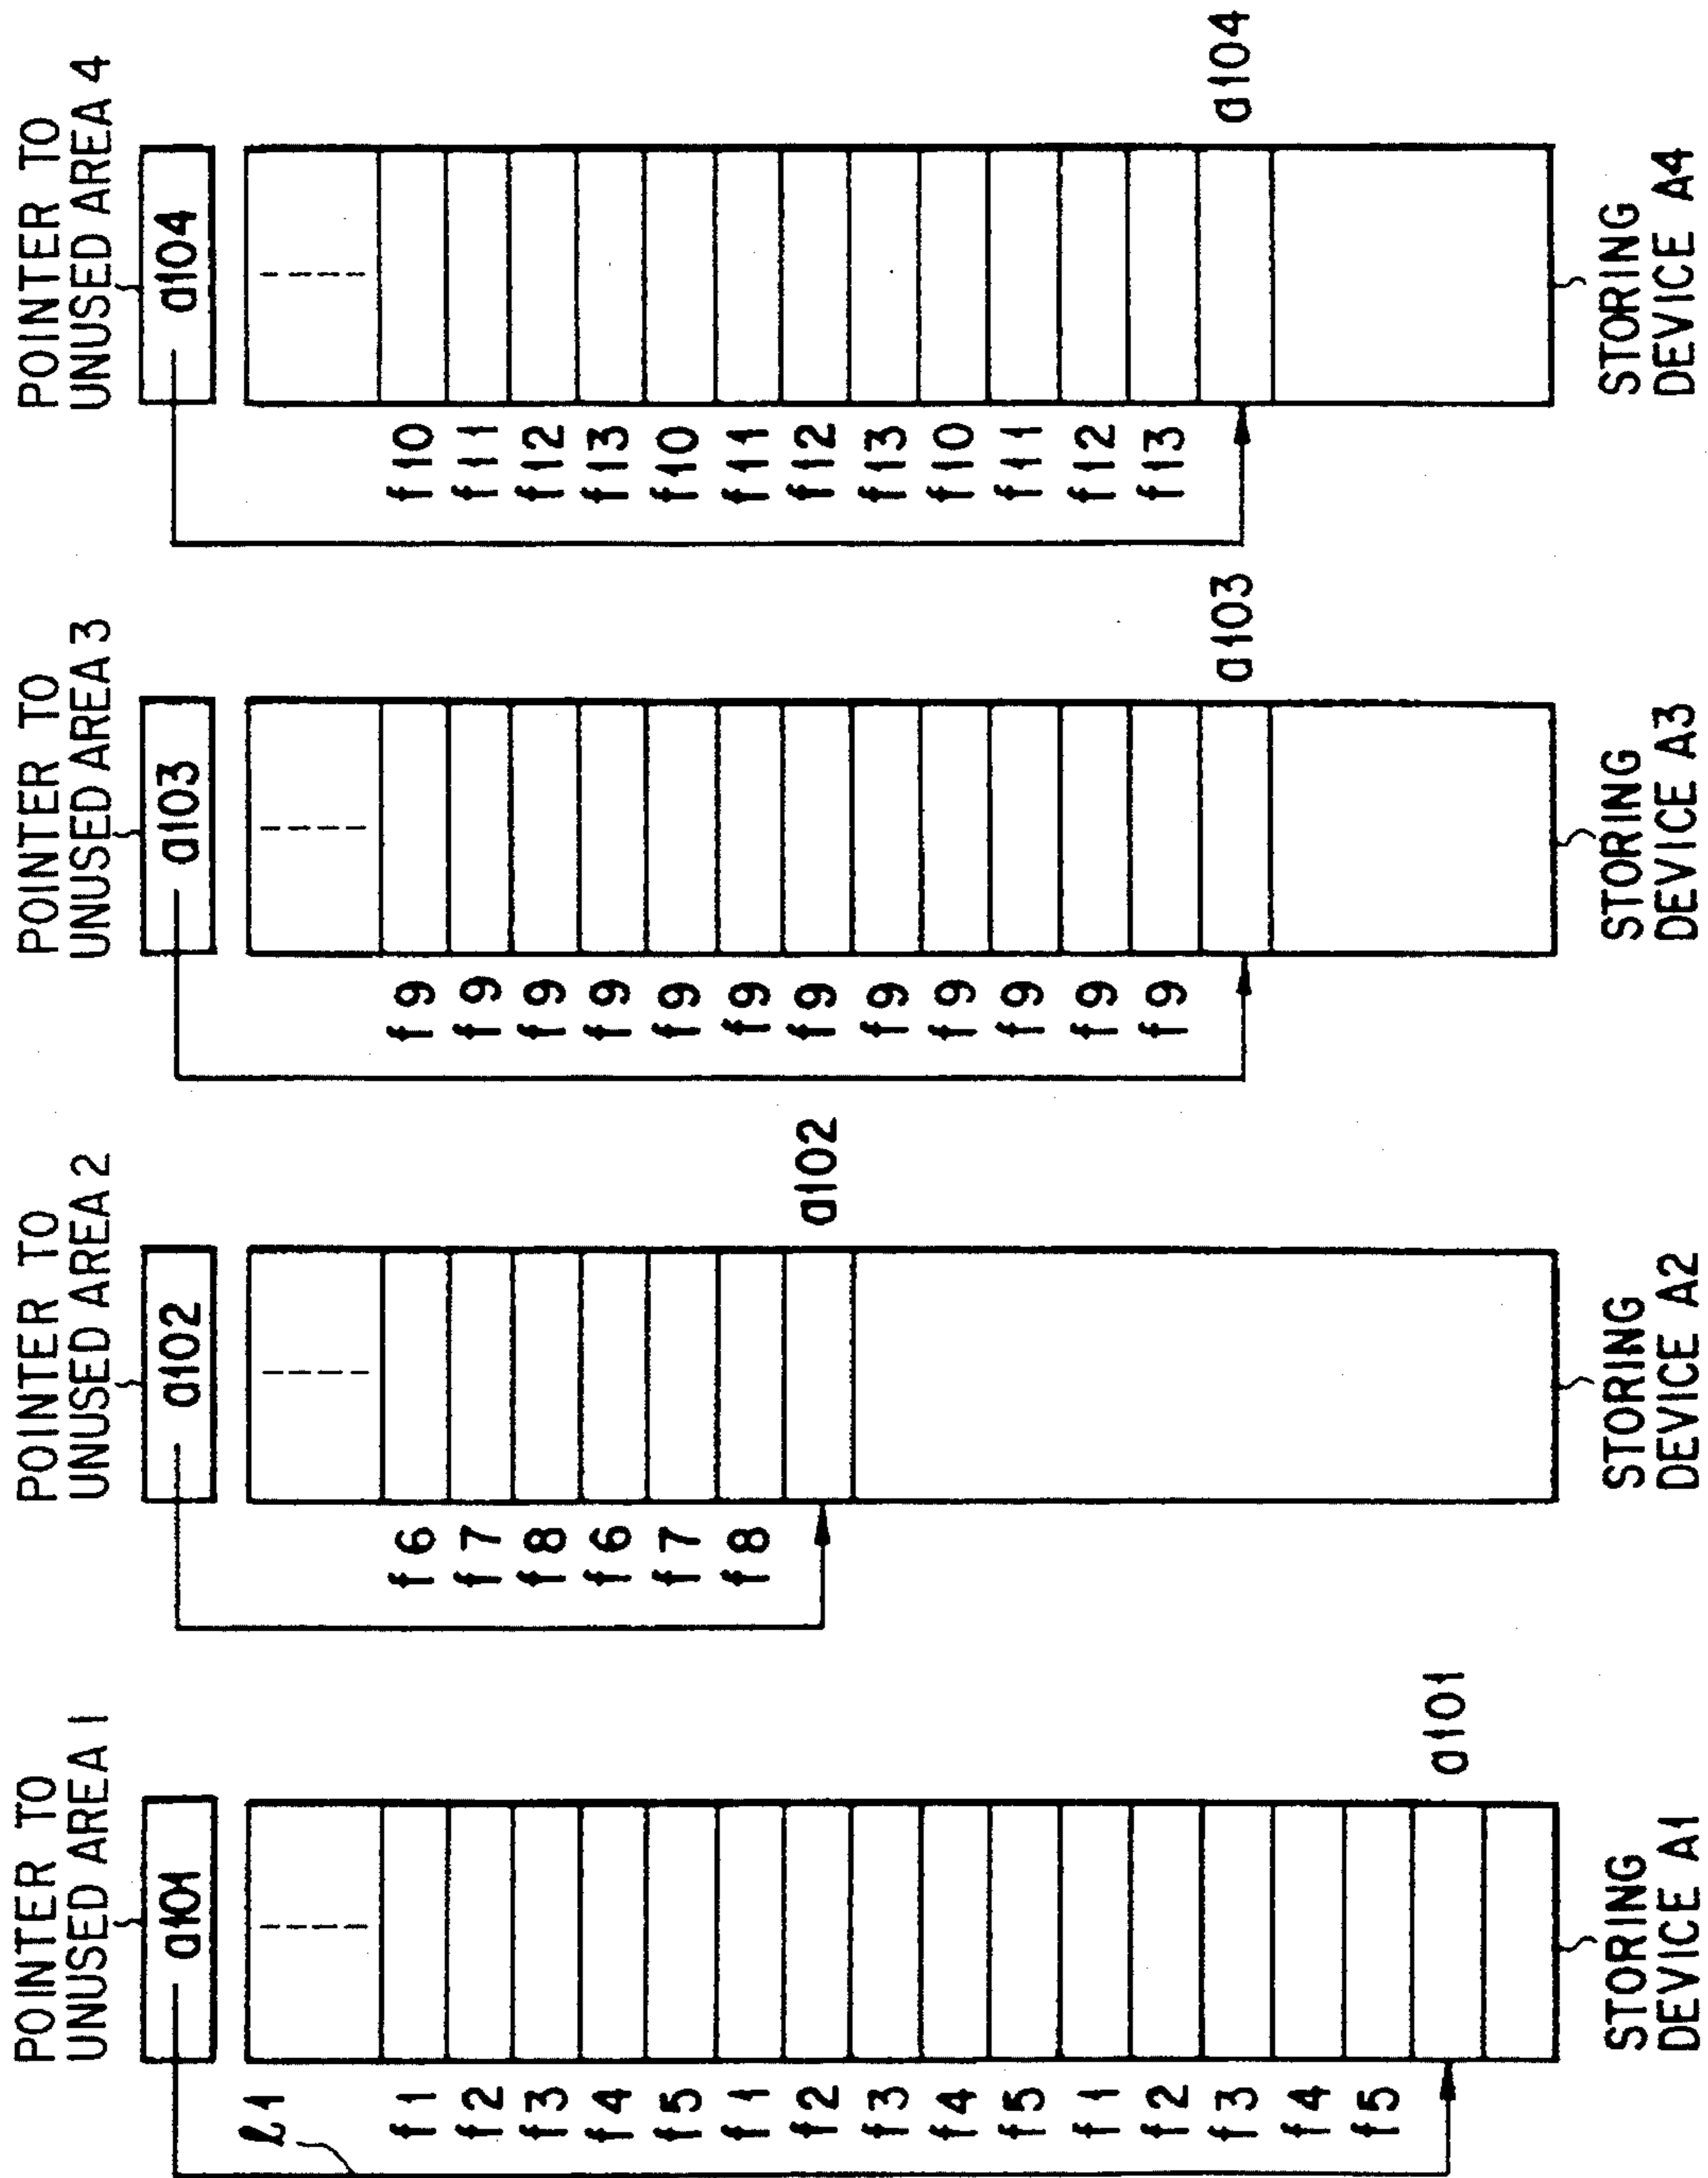 POINTER TO
UNUSED AREA 1
a101
l1
f1
f2
f3
f4
f5
f1
f2
f3
f4
f5
f1
f2
f3
f4
f5
a101
STORING
DEVICE A1
POINTER TO
UNUSED AREA 2
a102
f6
f7
f8
f6
f7
f8
a102
STORING
DEVICE A2
POINTER TO
UNUSED AREA 3
a103
f9
f9
f9
f9
f9
f9
f9
f9
f9
f9
f9
f9
a103
STORING
DEVICE A3
POINTER TO
UNUSED AREA 4
a104
f10
f11
f12
f13
f10
f11
f12
f13
f10
f11
f12
f13
a104
STORING
DEVICE A4